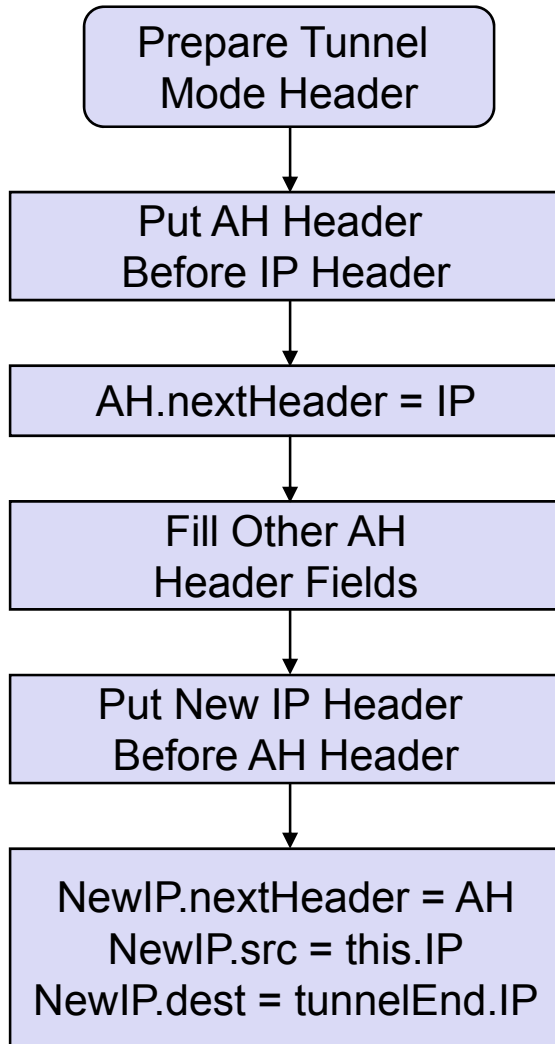 Prepare Tunnel
Mode Header
Put AH Header
Before IP Header
AH.nextHeader = IP
Fill Other AH
Header Fields
Put New IP Header
Before AH Header
NewIP.nextHeader = AH
NewIP.src = this.IP
NewIP.dest = tunnelEnd.IP